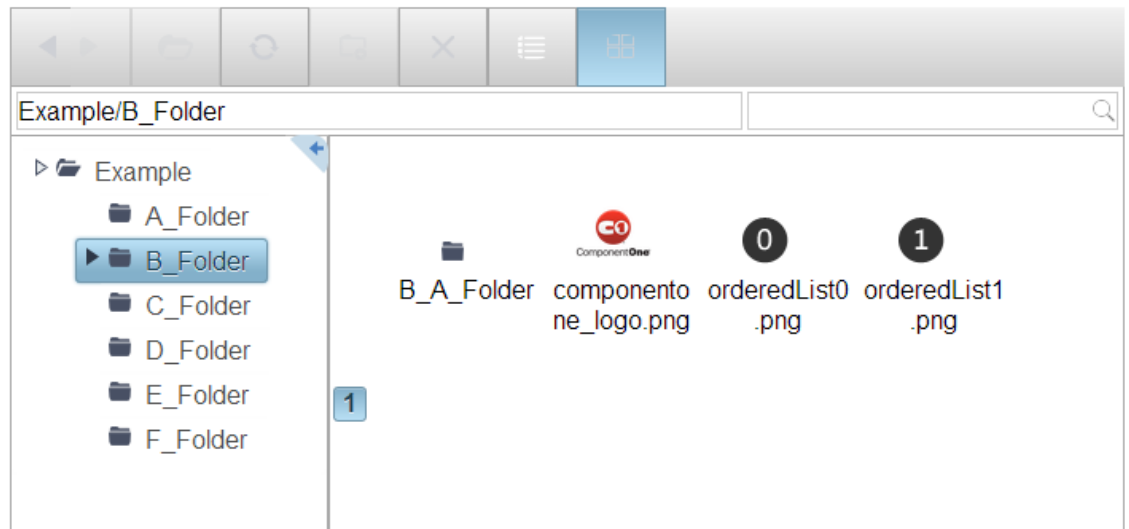 Example/B_Folder
Example
A_Folder
B_Folder
C_Folder
D_Folder
E_Folder
F_Folder
C1
ComponentOne
0
1
B_A_Folder
componento
ne_logo.png
orderedList0
.png
orderedList1
.png
1